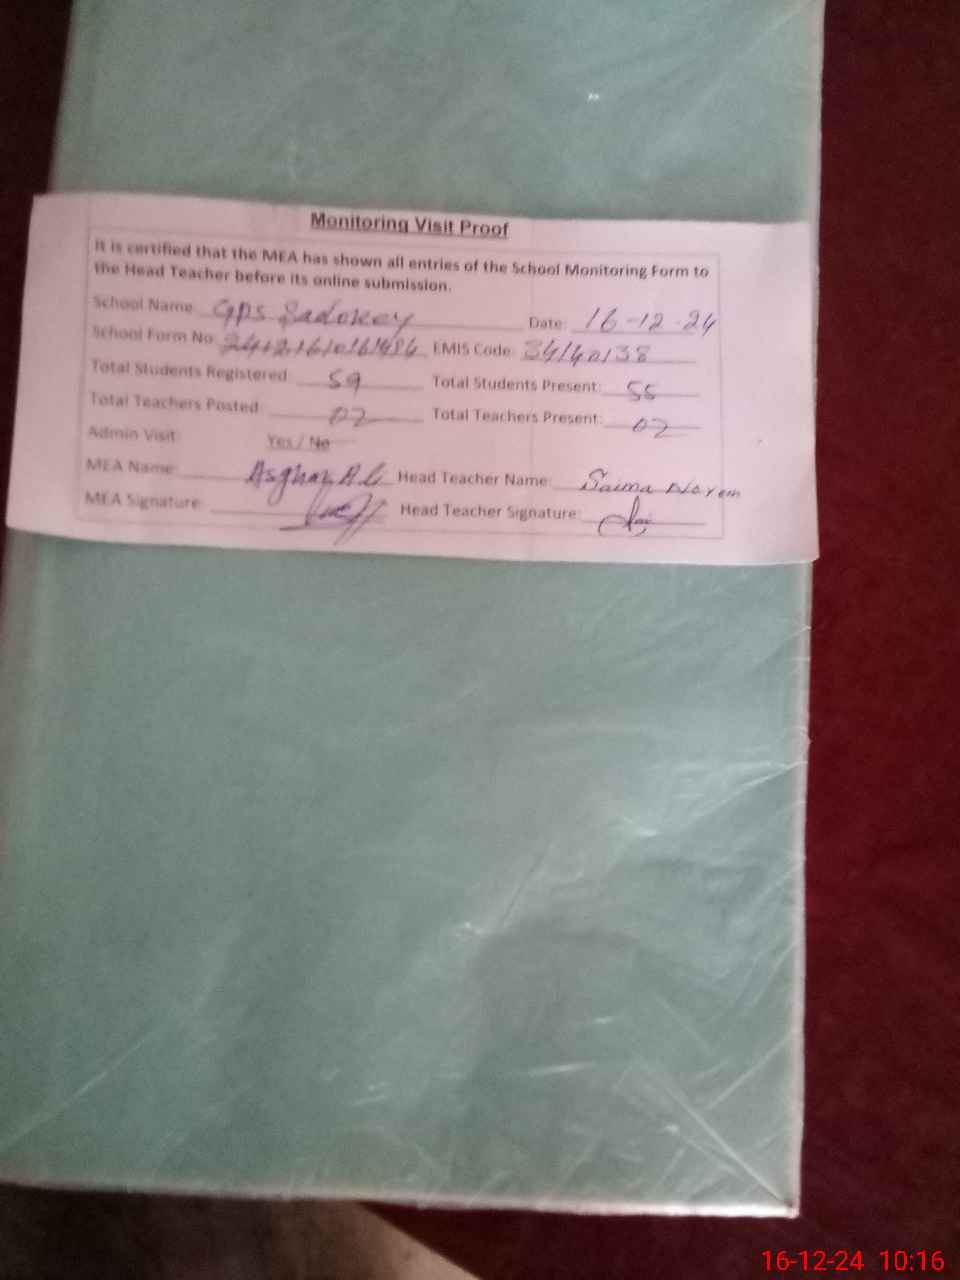 Monitoring Visit Proof
It is certified that the MEA has shown all entries of the School Monitoring Form to
the Head Teacher before its online submission.
School Name: GPS Sadokey Date: 16-12-24
School Form No: EMIS Code: 34140138
Total Students Registered: 59 Total Students Present: 55
Total Teachers Posted: 02 Total Teachers Present: 02
Admin Visit: Yes / No
MEA Name: Asghar Ali Head Teacher Name: Saima
MEA Signature: Head Teacher Signature:
16-12-24 10:16